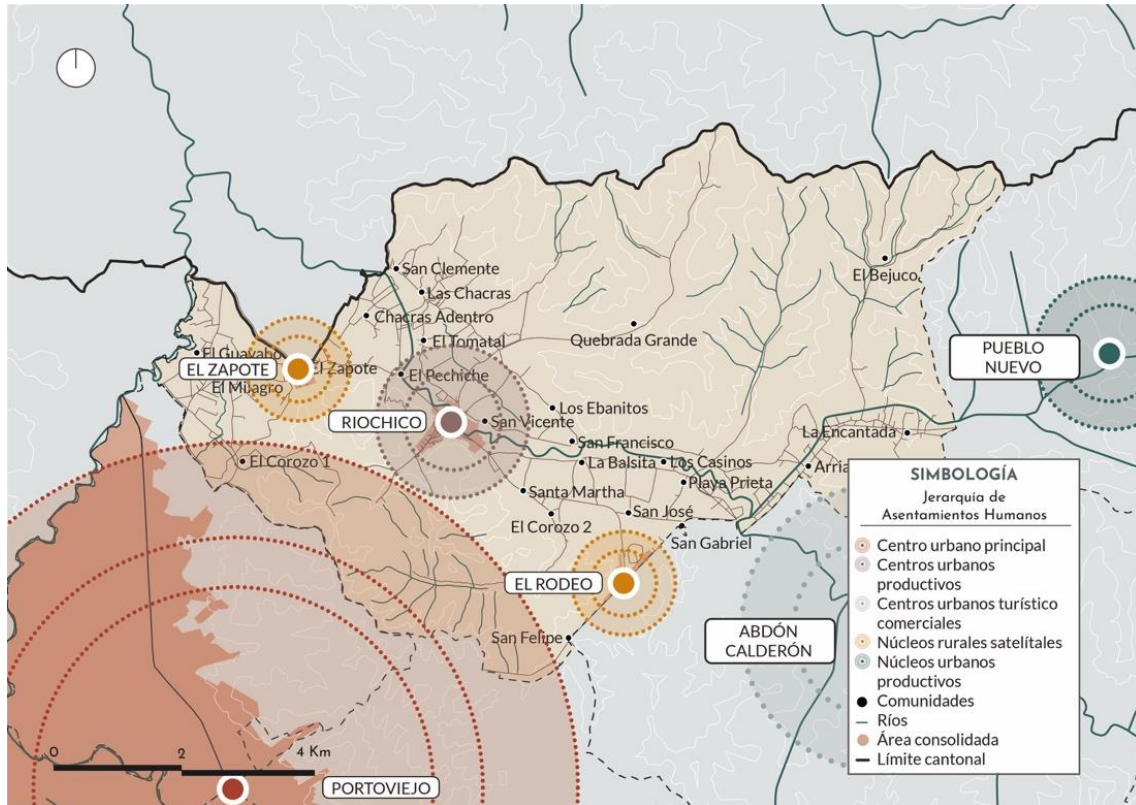 San Clemente
Las Chacras
El Bejuco
Chacras Adentro
Quebrada Grande
El Tomatal
El Guayabo
PUEBLO
NUEVO
EL ZAPOTE
El Zapote
El Pechiche
El Milagro
Los Ebanitos
RIOCHICO
San Vicente
La Encantada
San Francisco
El Corozo 1
La Balsita
Los Casinos
Playa Prieta
Santa Martha
San José
El Corozo 2
San Gabriel
EL RODEO
San Felipe
ABDÓN
CALDERÓN
SIMBOLOGÍA
Jerarquía de
Asentamientos Humanos
Centro urbano principal
Centros urbanos
productivos
Centros urbanos turístico
comerciales
Núcleos rurales satelítales
Núcleos urbanos
productivos
Comunidades
Ríos
Área consolidada
Límite cantonal
0 2 4 Km
PORTOVIEJO